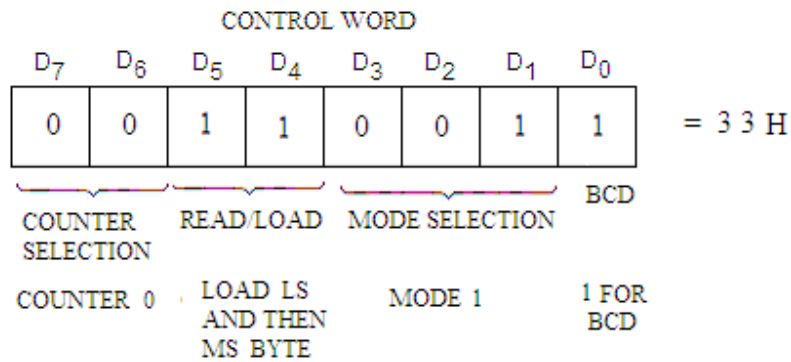 CONTROL WORD
D7 D6 D5 D4 D3 D2 D1 D0
0 0 1 1 0 0 1 1 = 3 3 H
COUNTER SELECTION
READ/LOAD
MODE SELECTION
BCD
COUNTER 0
LOAD LS
AND THEN
MS BYTE
MODE 1
1 FOR
BCD